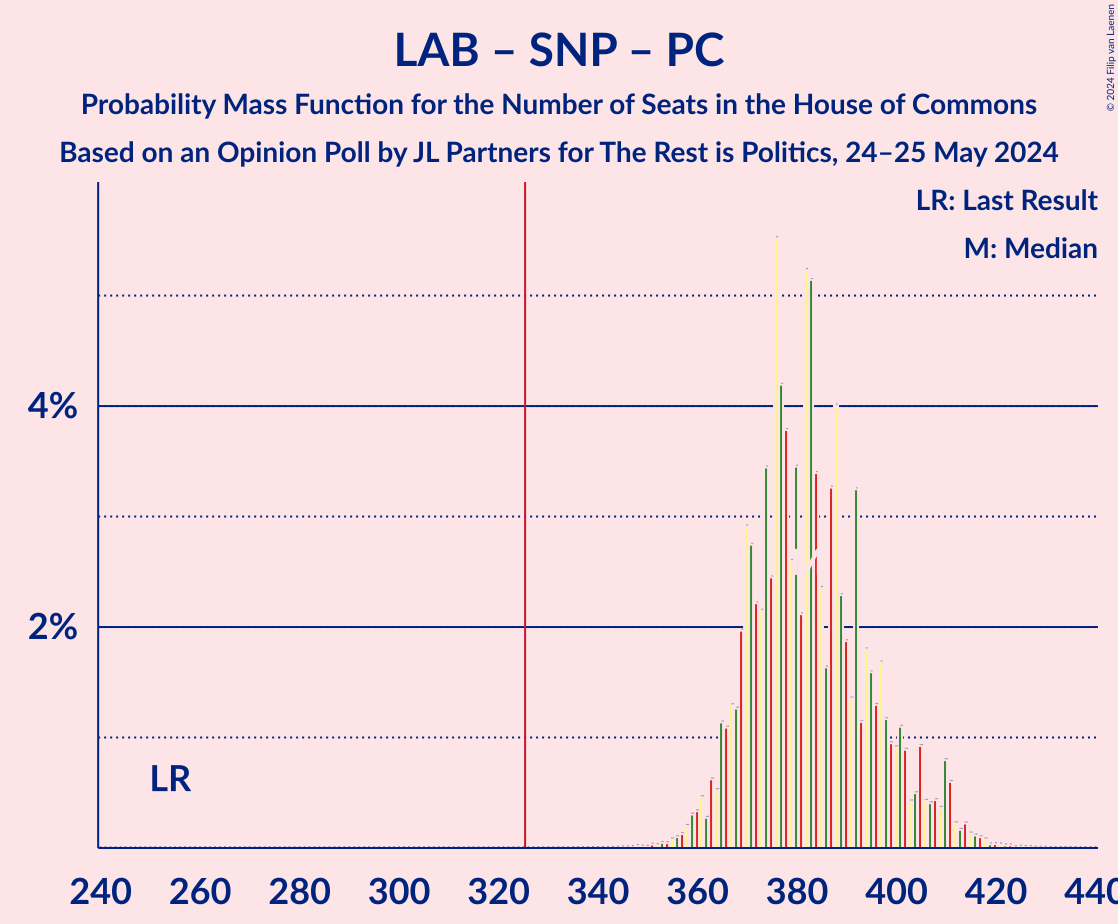 LAB – SNP – PC
Probability Mass Function for the Number of Seats in the House of Commons
Based on an Opinion Poll by JL Partners for The Rest is Politics, 24–25 May 2024
© 2024 Filip van Laenen
LR: Last Result
M: Median
4%
2%
LR
240 260 280 300 320 340 360 380 400 420 440